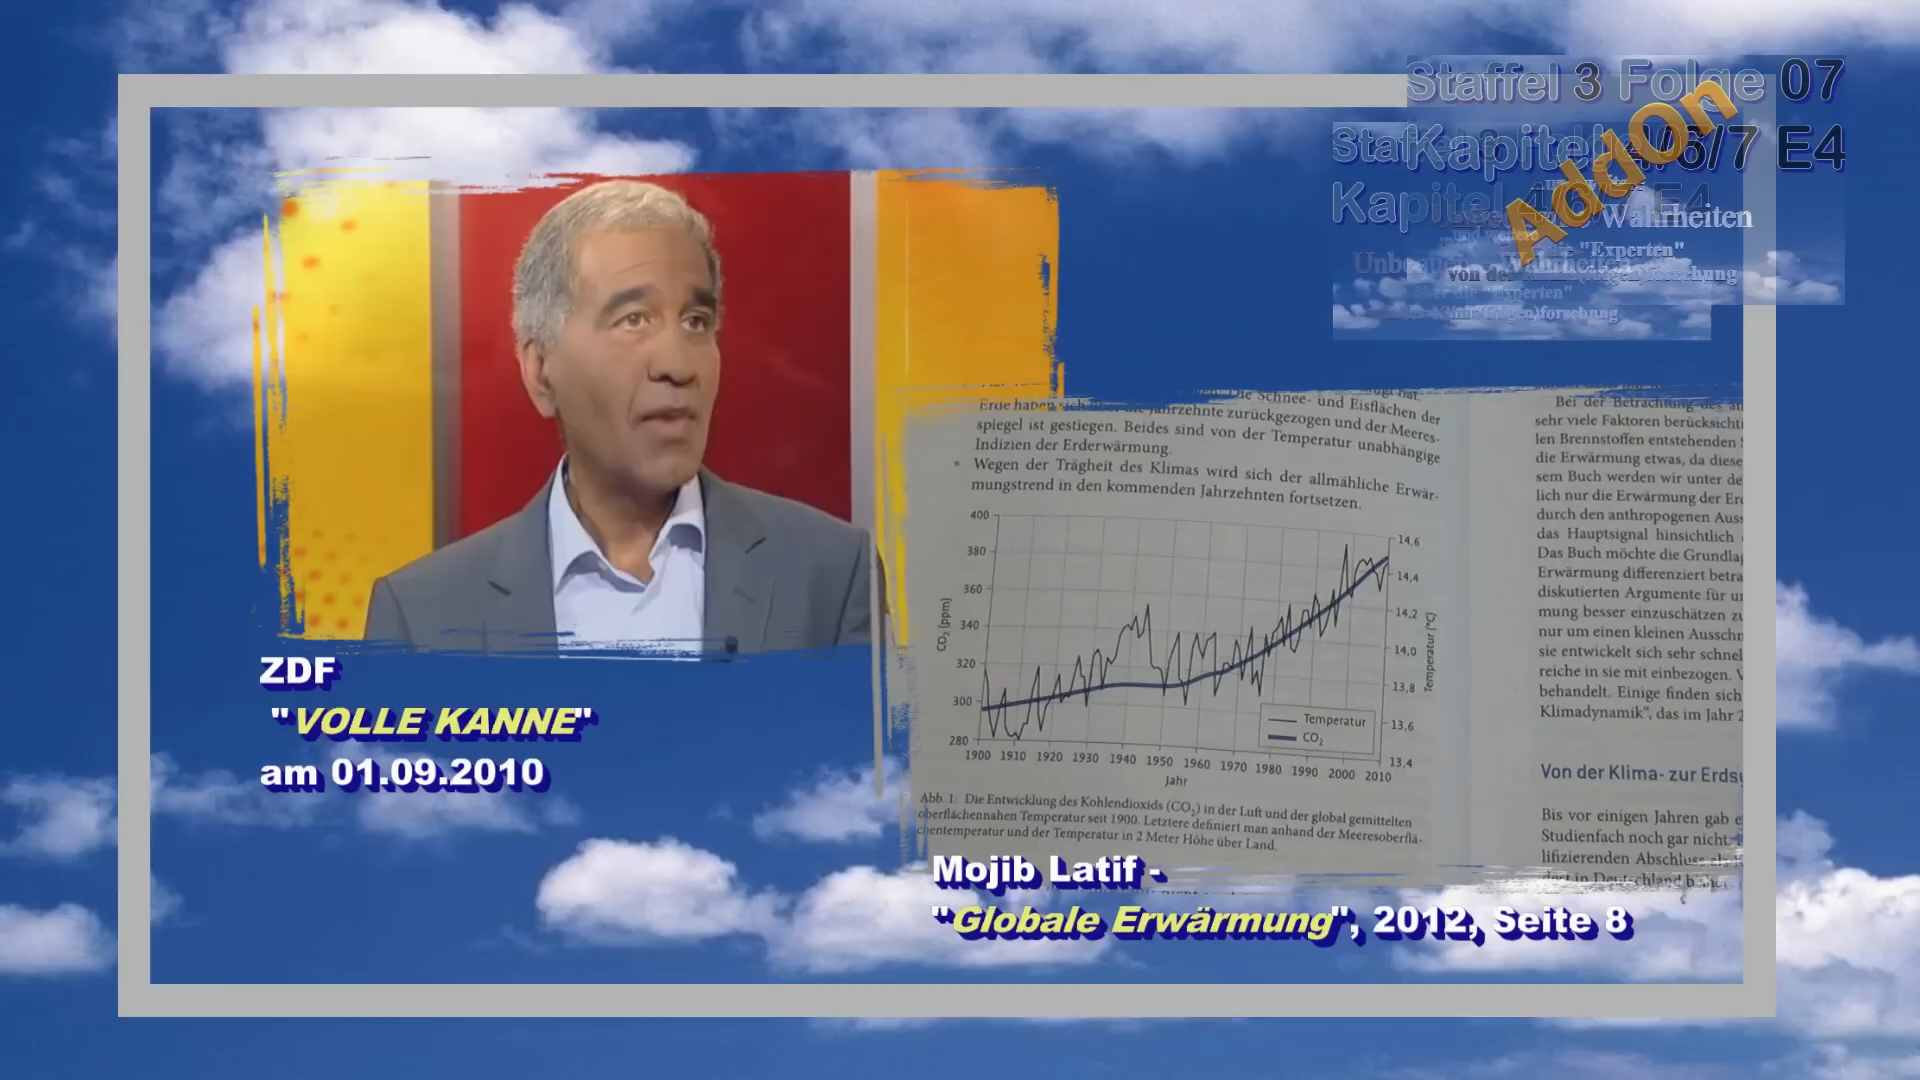 Staffel 3 Folge 07
Kapitel 4/6/7 E4
AddOn
Wahrheiten
"Experten"
von den
forschung
ZDF
"VOLLE KANNE"
am 01.09.2010
Erde haben sich über die Jahrzehnte zurückgezogen und der Meeres-
spiegel ist gestiegen. Beides sind von der Temperatur unabhängige
Indizien der Erderwärmung.
• Wegen der Trägheit des Klimas wird sich der allmähliche Erwär-
mungstrend in den kommenden Jahrzehnten fortsetzen.
400
380
360
340
320
300
280
CO₂ (ppm)
14,6
14,4
14,2
14,0
13,8
13,6
13,4
Temperatur (°C)
Temperatur
CO₂
1900 1910 1920 1930 1940 1950 1960 1970 1980 1990 2000 2010
Jahr
Abb. 1: Die Entwicklung des Kohlendioxids (CO₂) in der Luft und der global gemittelten
oberflächennahen Temperatur seit 1900. Letztere definiert man anhand der Meeresoberflä-
chentemperatur und der Temperatur in 2 Meter Höhe über Land.
Bei der Betrachtung des
sehr viele Faktoren
len Brennstoffen entstehenden
die Erwärmung etwas, da diese
sem Buch werden wir unter
lich nur die Erwärmung der
durch den anthropogenen
das Hauptsignal hinsichtlich
Das Buch möchte die
Erwärmung differenziert
diskutierten Argumente für
mung besser einzuschätzen
nur um einen kleinen
sie entwickelt sich sehr
reiche in sie mit einbezogen.
behandelt. Einige finden sich
Klimadynamik“, das im Jahr 2
Von der Klima- zur
Bis vor einigen Jahren gab
Studienfach noch gar nicht.
lifizierenden Abschluss
Mojib Latif -
"Globale Erwärmung", 2012, Seite 8